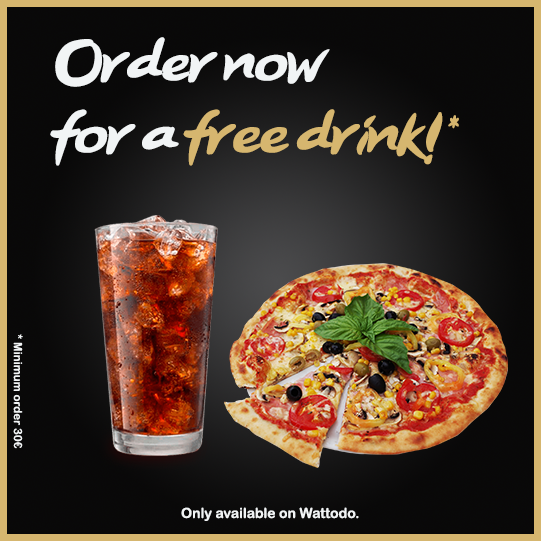 Order now
for a free drink!*
* Minimum order 30€
Only available on Wattodo.